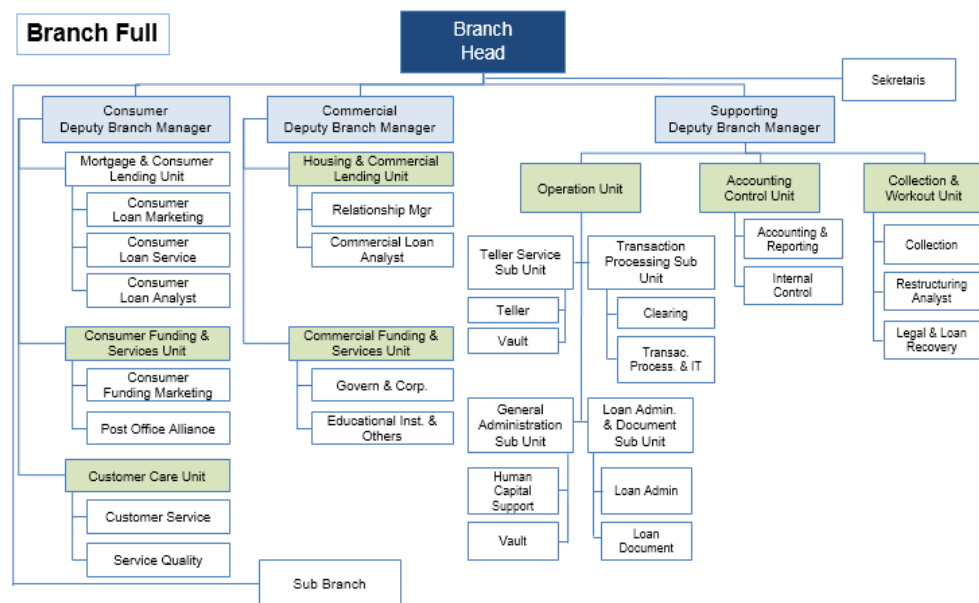 Branch Full
Branch
Head
Sekretaris
Consumer
Deputy Branch Manager
Commercial
Deputy Branch Manager
Supporting
Deputy Branch Manager
Mortgage & Consumer
Lending Unit
Consumer
Loan Marketing
Consumer
Loan Service
Consumer
Loan Analyst
Consumer Funding &
Services Unit
Consumer
Funding Marketing
Post Office Alliance
Customer Care Unit
Customer Service
Service Quality
Housing & Commercial
Lending Unit
Relationship Mgr
Commercial Loan
Analyst
Commercial Funding &
Services Unit
Govern & Corp.
Educational Inst. &
Others
Operation Unit
Teller Service
Sub Unit
Teller
Vault
Transaction
Processing Sub
Unit
Clearing
Transac.
Process. & IT
General
Administration
Sub Unit
Human
Capital
Support
Vault
Loan Admin.
& Document
Sub Unit
Loan Admin
Loan
Document
Accounting
Control Unit
Accounting &
Reporting
Internal
Control
Collection &
Workout Unit
Collection
Restructuring
Analyst
Legal & Loan
Recovery
Sub Branch